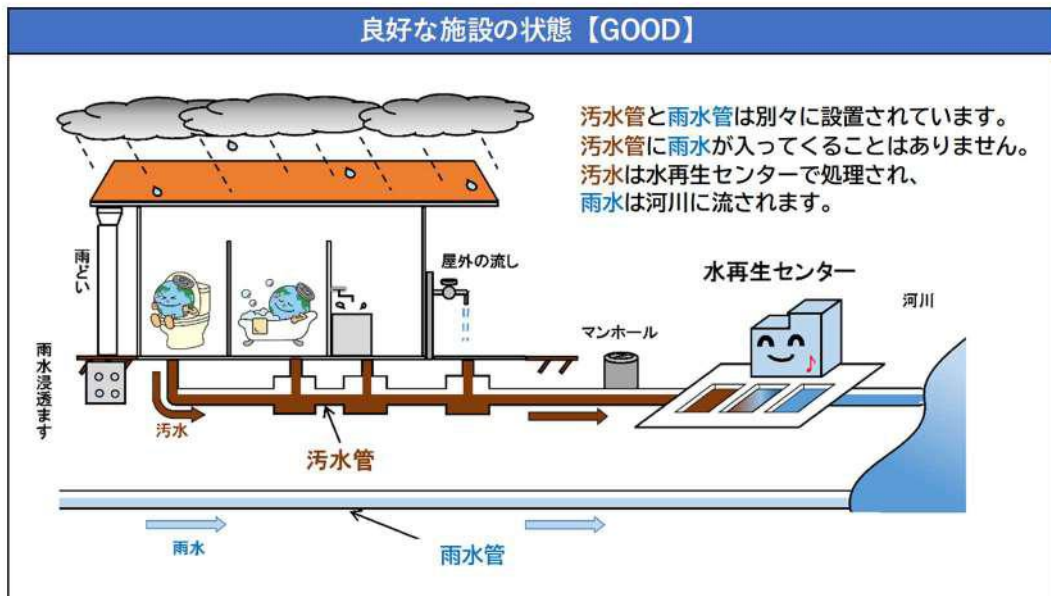 良好な施設の状態【GOOD】
汚水管と雨水管は別々に設置されています。
汚水管に雨水が入ってくることはありません。
汚水は水再生センターで処理され、
雨水は河川に流されます。
雨どい
屋外の流し
水再生センター
河川
マンホール
雨水浸透ます
汚水
汚水管
雨水
雨水管